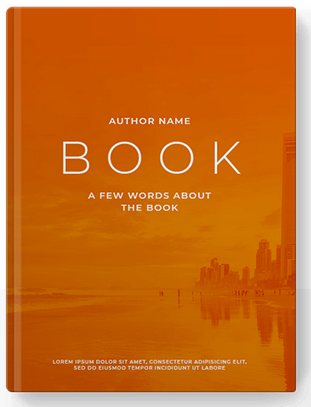 AUTHOR NAME
BOOK
A FEW WORDS ABOUT
THE BOOK
LOREM IPSUM DOLOR SIT AMET, CONSECTETUR ADIPISICING ELIT,
SED DO EIUSMOD TEMPOR INCIDIDUNT UT LABORE